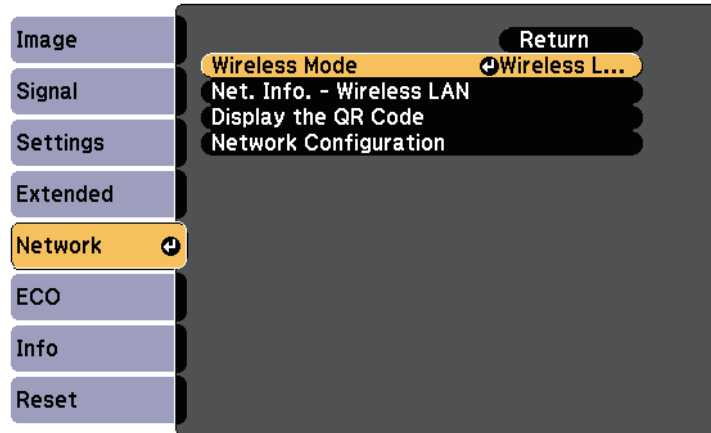 Image
Signal
Settings
Extended
Network
ECO
Info
Reset
Return
Wireless Mode Wireless L...
Net. Info. - Wireless LAN
Display the QR Code
Network Configuration